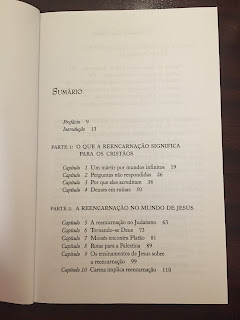 SUMÁRIO
Prefácio 9
Introdução 13
PARTE 1: O QUE A REENCARNAÇÃO SIGNIFICA
PARA OS CRISTÃOS
Capítulo 1 Um mártir por mundos infinitos 19
Capítulo 2 Perguntas não respondidas 26
Capítulo 3 Por que elas acreditam 38
Capítulo 4 Deuses em ruínas 50
PARTE 2: A REENCARNAÇÃO NO MUNDO DE JESUS
Capítulo 5 A reencarnação no Judaísmo 63
Capítulo 6 Tornando-se Deus 73
Capítulo 7 Moisés encontra Platão 81
Capítulo 8 Rotas para a Palestina 89
Capítulo 9 Os ensinamentos de Jesus sobre
a reencarnação 99
Capítulo 10 Carma implica reencarnação 110